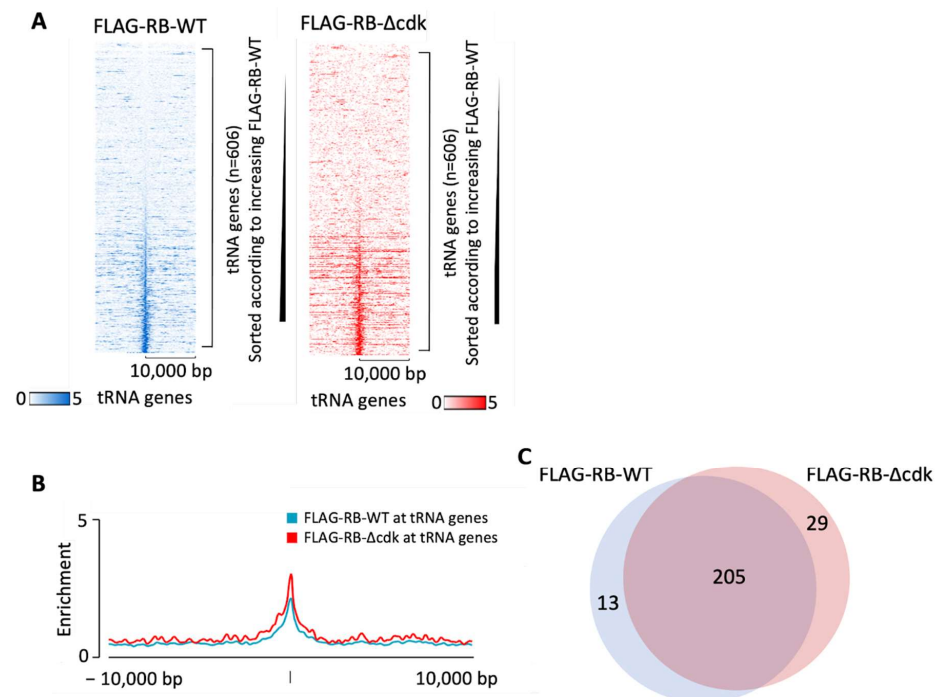 A
FLAG-RB-WT
FLAG-RB-Δcdk
tRNA genes (n=606)
Sorted according to increasing FLAG-RB-WT
tRNA genes (n=606)
Sorted according to increasing FLAG-RB-WT
10,000 bp
10,000 bp
0 5 tRNA genes
tRNA genes 0 5
B
5
Enrichment
0
FLAG-RB-WT at tRNA genes
FLAG-RB-Δcdk at tRNA genes
− 10,000 bp | 10,000 bp
C
FLAG-RB-WT
FLAG-RB-Δcdk
29
205
13